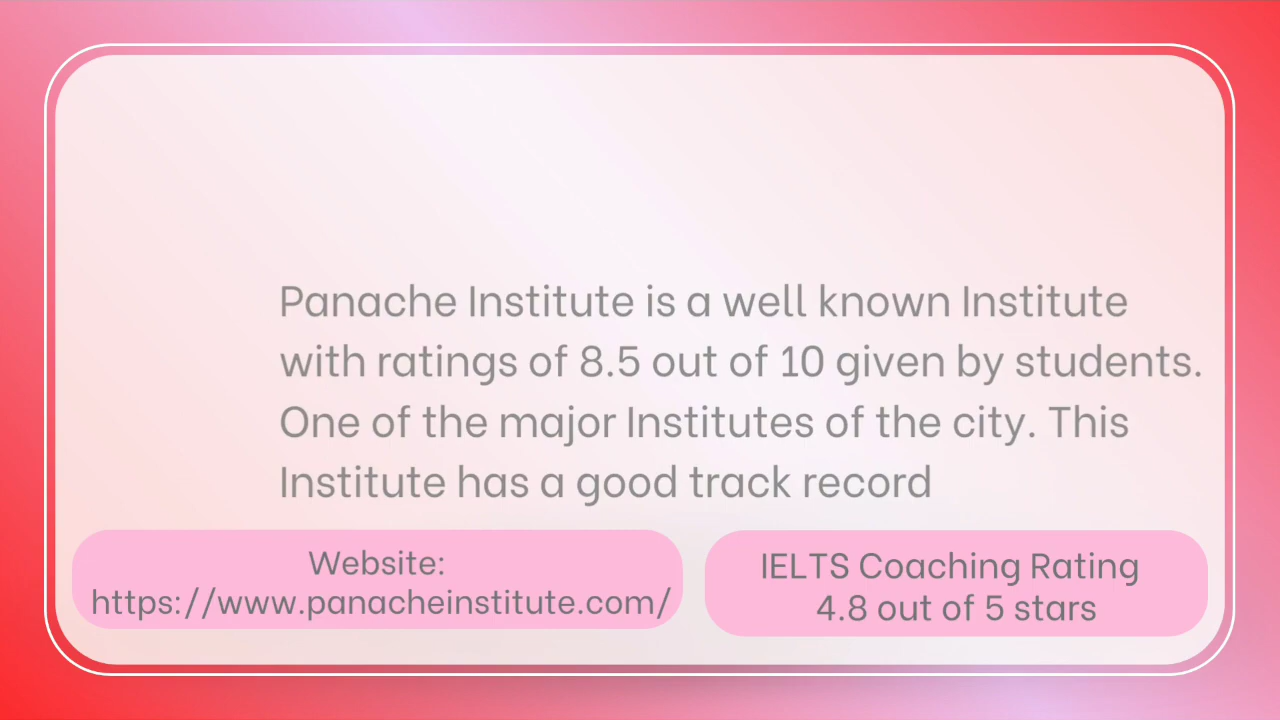 Panache Institute is a well known Institute
with ratings of 8.5 out of 10 given by students.
One of the major Institutes of the city. This
Institute has a good track record
Website:
https://www.panacheinstitute.com/
IELTS Coaching Rating
4.8 out of 5 stars